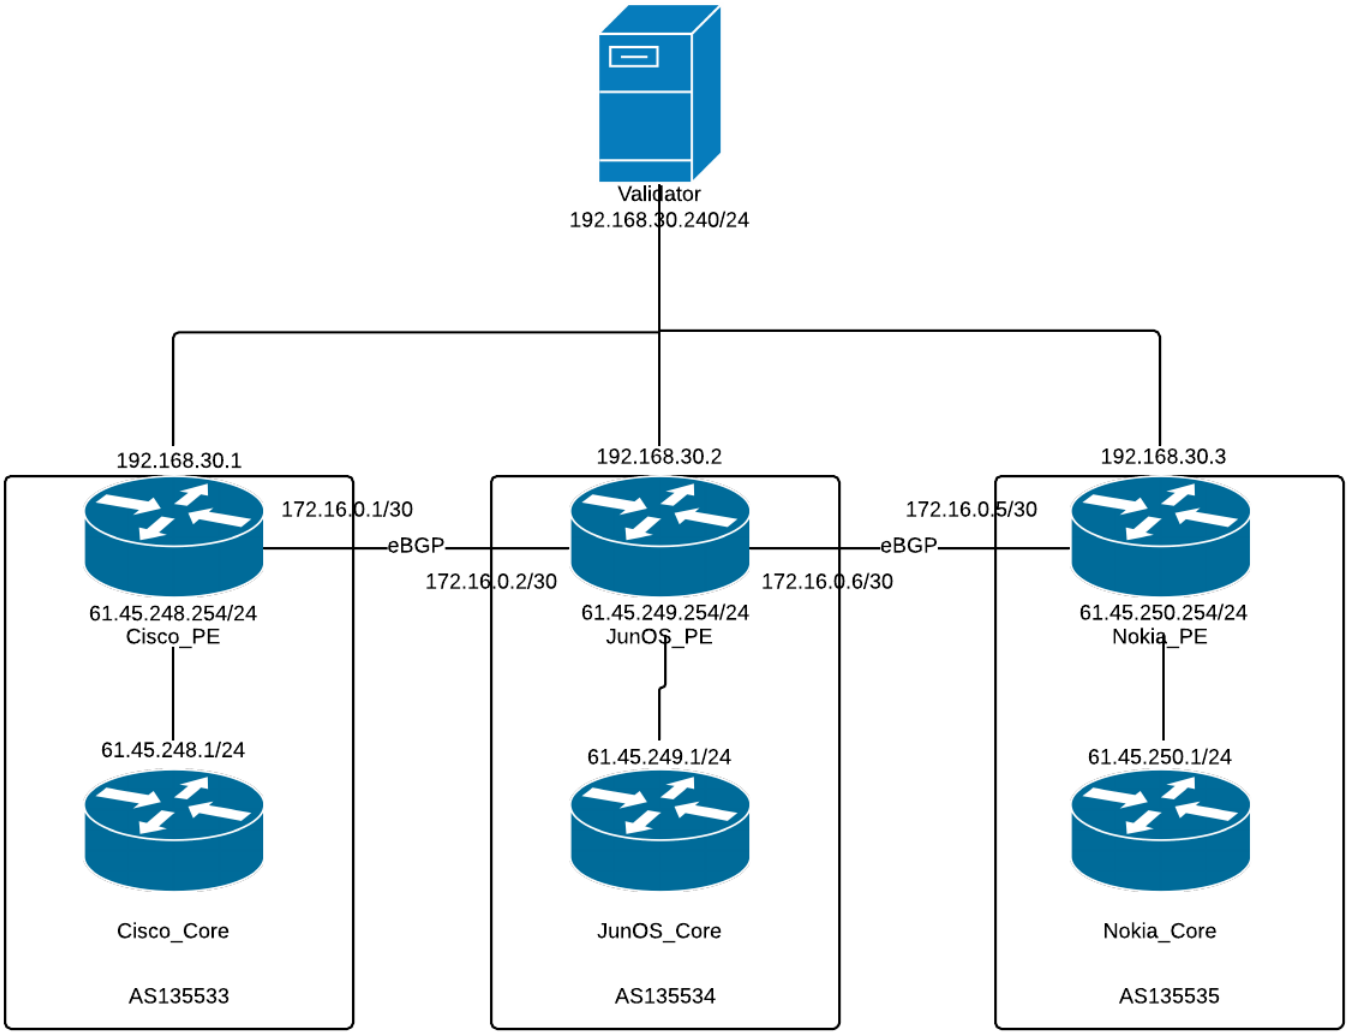 Validator
192.168.30.240/24
192.168.30.1
192.168.30.2
192.168.30.3
172.16.0.1/30
172.16.0.5/30
eBGP
eBGP
172.16.0.2/30
172.16.0.6/30
61.45.248.254/24
Cisco_PE
61.45.249.254/24
JunOS_PE
61.45.250.254/24
Nokia_PE
61.45.248.1/24
61.45.249.1/24
61.45.250.1/24
Cisco_Core
JunOS_Core
Nokia_Core
AS135533
AS135534
AS135535